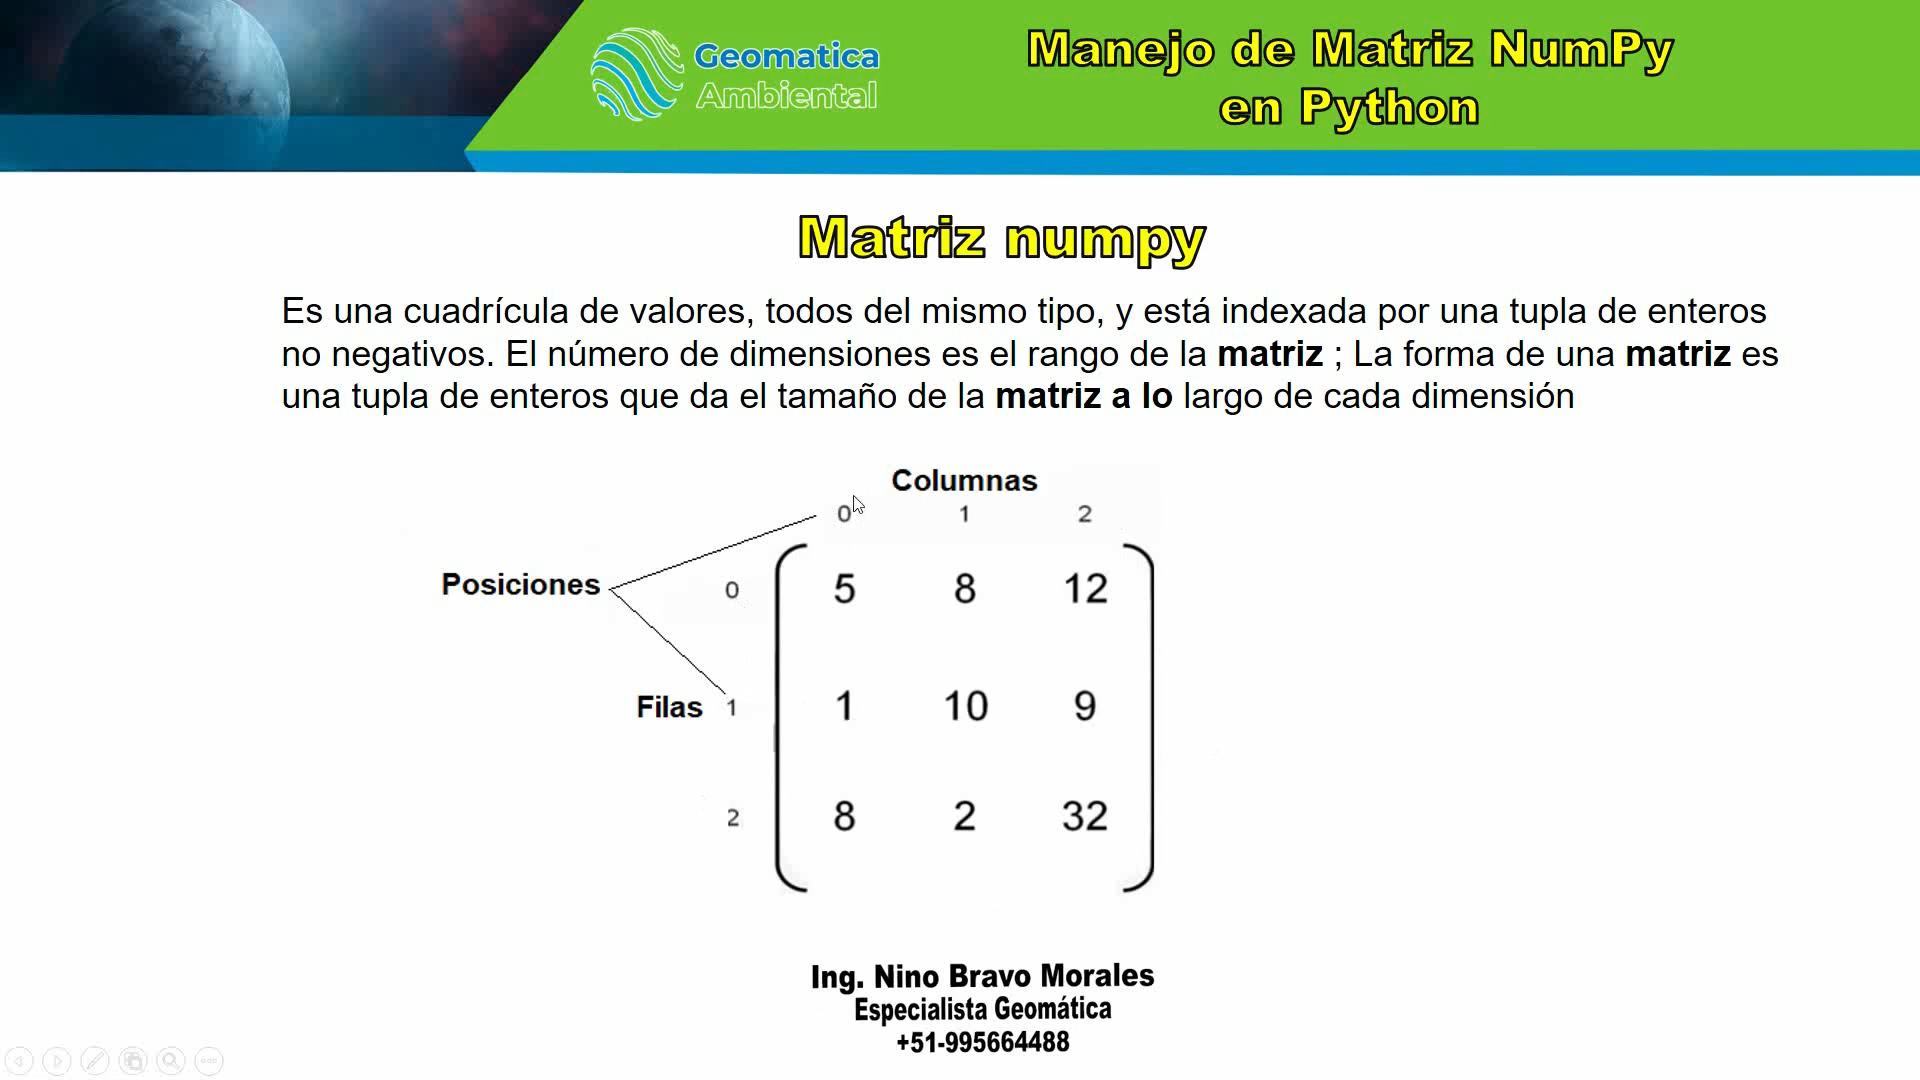 Geomatica
Ambiental
Manejo de Matriz NumPy
en Python
Matriz numpy
Es una cuadrícula de valores, todos del mismo tipo, y está indexada por una tupla de enteros
no negativos. El número de dimensiones es el rango de la matriz ; La forma de una matriz es
una tupla de enteros que da el tamaño de la matriz a lo largo de cada dimensión
Columnas
0 1 2
Posiciones
0 5 8 12
Filas 1 1 10 9
2 8 2 32
Ing. Nino Bravo Morales
Especialista Geomática
+51-995664488